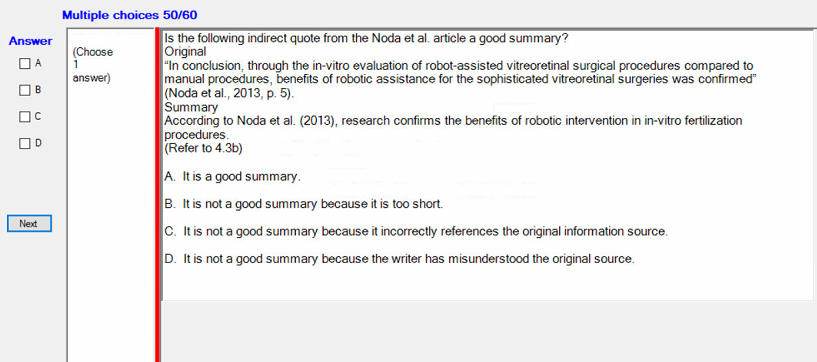 Multiple choices 50/60
Answer
A
B
C
D
Next
(Choose
1
answer)
Is the following indirect quote from the Noda et al. article a good summary?
Original
“In conclusion, through the in-vitro evaluation of robot-assisted vitreoretinal surgical procedures compared to
manual procedures, benefits of robotic assistance for the sophisticated vitreoretinal surgeries was confirmed”
(Noda et al., 2013, p. 5).
Summary
According to Noda et al. (2013), research confirms the benefits of robotic intervention in in-vitro fertilization
procedures.
(Refer to 4.3b)
A. It is a good summary.
B. It is not a good summary because it is too short.
C. It is not a good summary because it incorrectly references the original information source.
D. It is not a good summary because the writer has misunderstood the original source.